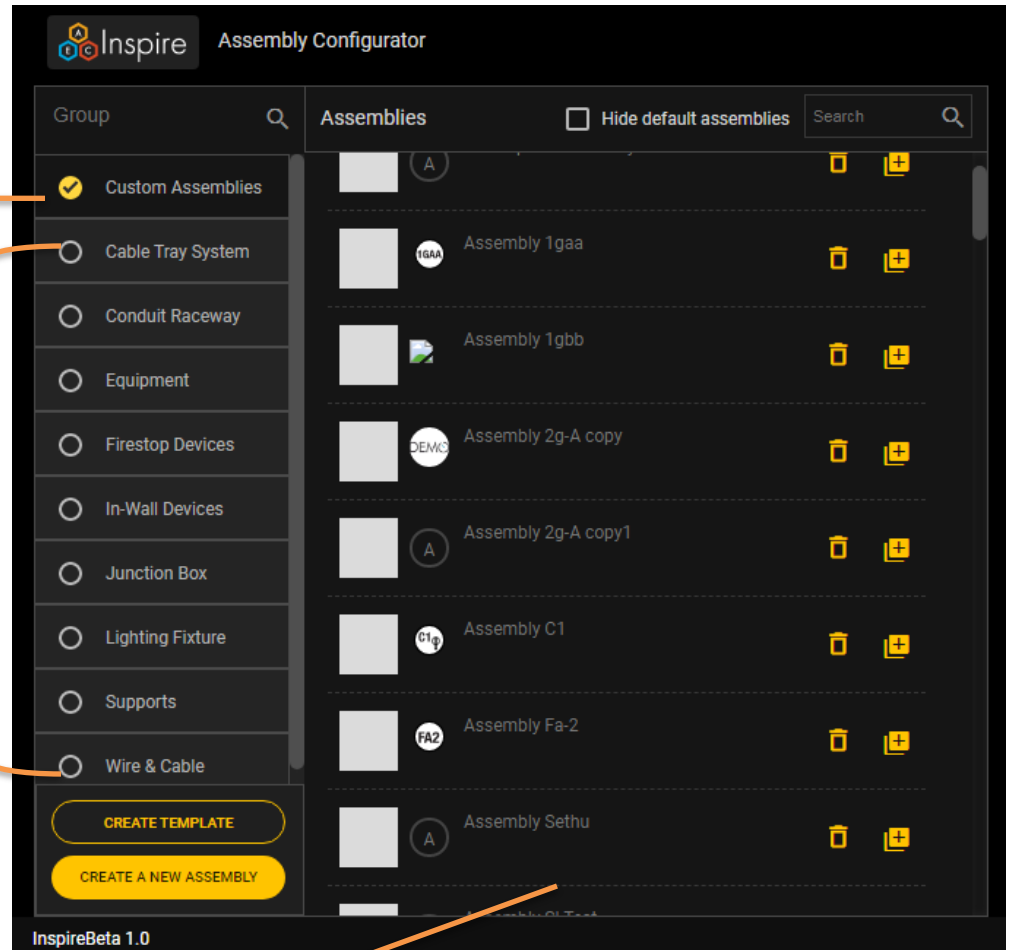 A
E C
Inspire Assembly Configurator
Group
Assemblies
Hide default assemblies
Search
Custom Assemblies
Cable Tray System
Conduit Raceway
Equipment
Firestop Devices
In-Wall Devices
Junction Box
Lighting Fixture
Supports
Wire & Cable
CREATE TEMPLATE
CREATE A NEW ASSEMBLY
A
1GAA Assembly 1gaa
Assembly 1gbb
DEMO Assembly 2g-A copy
A Assembly 2g-A copy1
C1φ Assembly C1
FA2 Assembly Fa-2
A Assembly Sethu
InspireBeta 1.0